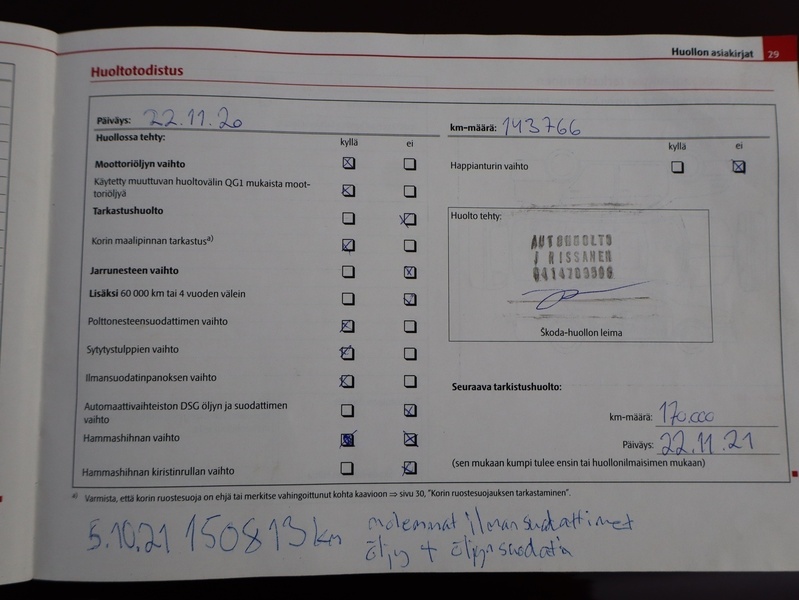 Huollon asiakirjat 29
Huoltotodistus
Päiväys: 22.11.20
km-määrä: 143766
Huollossa tehty:
kyllä ei
kyllä ei
Moottoriöljyn vaihto
Happianturin vaihto
Käytetty muuttuvan huoltovälin QG1 mukaista moot-
toriöljyä
Tarkastushuolto
Huolto tehty:
Korin maalipinnan tarkastus a)
AUTOHUOLTO
J RISSANEN
Jarrunesteen vaihto
Lisäksi 60 000 km tai 4 vuoden välein
Polttonesteensuodattimen vaihto
Škoda-huollon leima
Sytytystulppien vaihto
Ilmansuodatinpanoksen vaihto
Seuraava tarkistushuolto:
Automaattivaihteiston DSG öljyn ja suodattimen
vaihto
km-määrä: 170.000
Hammashihnan vaihto
Päiväys: 22.11.21
Hammashihnan kiristinrullan vaihto
(sen mukaan kumpi tulee ensin tai huollonilmaisimen mukaan)
a) Varmista, että korin ruostesuoja on ehjä tai merkitse vahingoittunut kohta kaavioon ⇒ sivu 30, "Korin ruostesuojauksen tarkastaminen".
5.10.21 150813 km molemmat ilmansuodattimet
öljy + öljynsuodatin